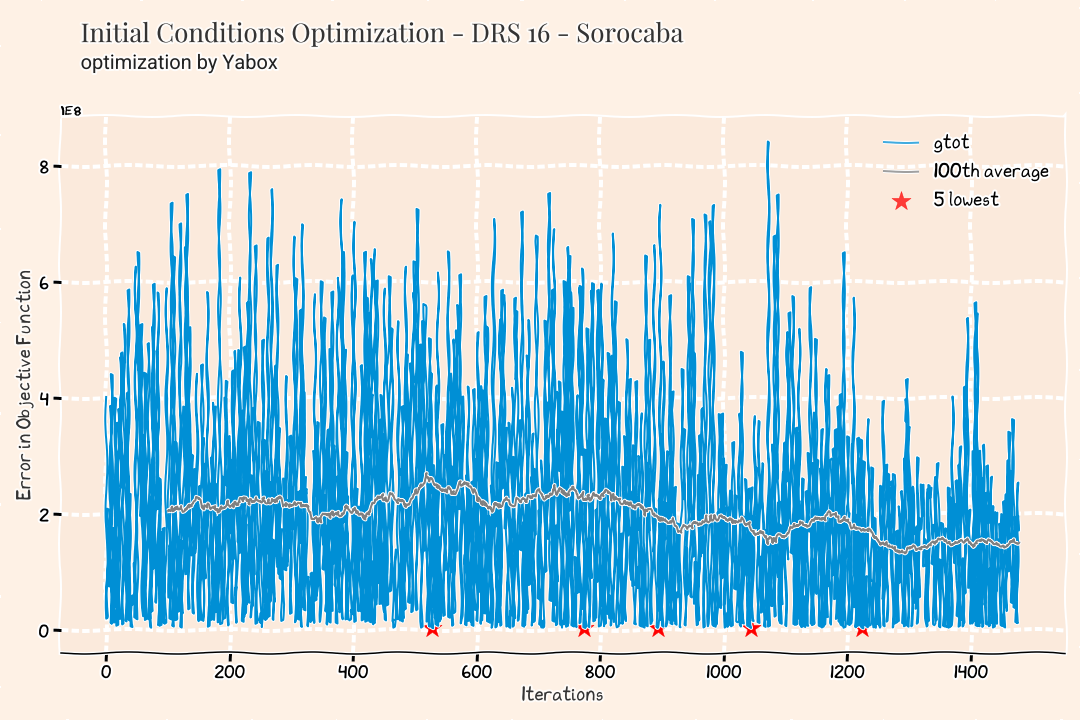 Initial Conditions Optimization - DRS 16 - Sorocaba
optimization by Yabox
1E8
gtot
100th average
5 lowest
8
6
4
2
0
Error in Objective Function
0 200 400 600 800 1000 1200 1400
Iterations